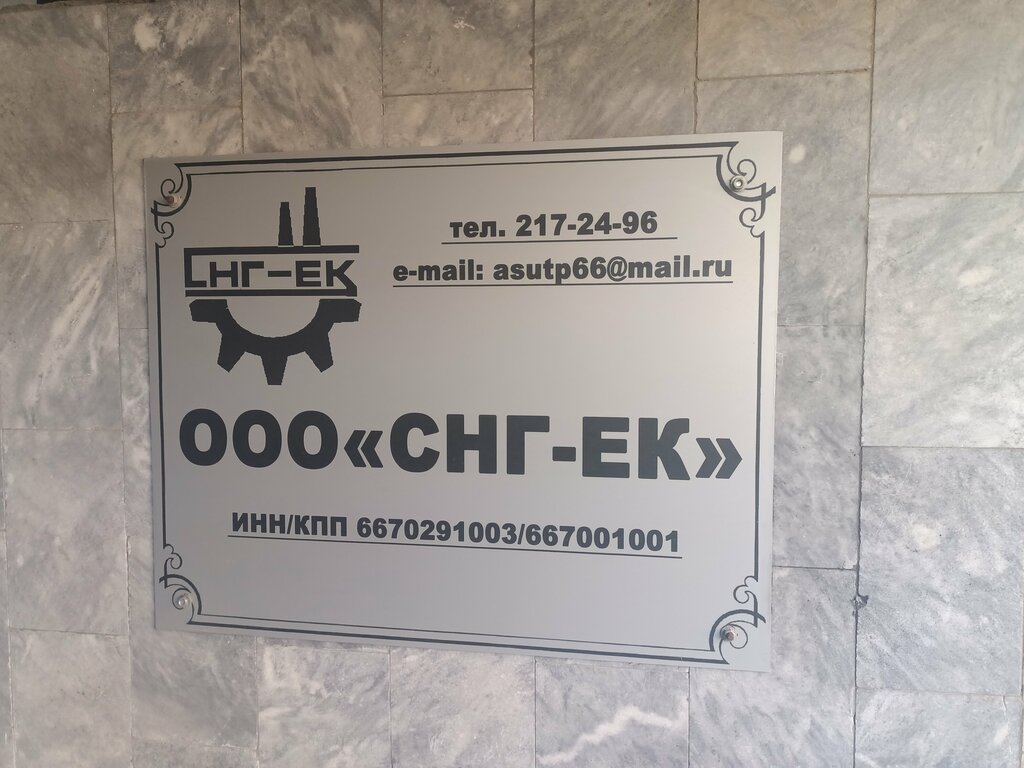 СНГ-ЕК
тел. 217-24-96
e-mail: asutp66@mail.ru
ООО«СНГ-ЕК»
ИНН/КПП 6670291003/667001001